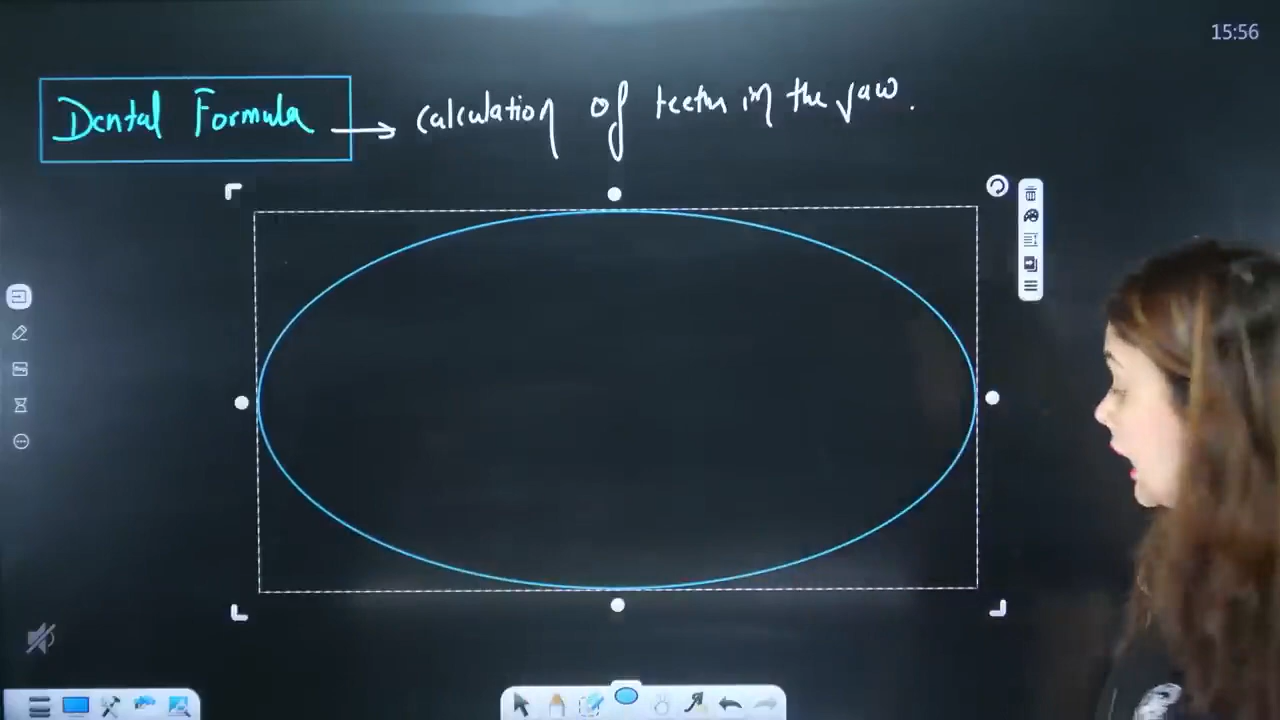 15:56
Dental Formula → calculation of teeth in the jaw.